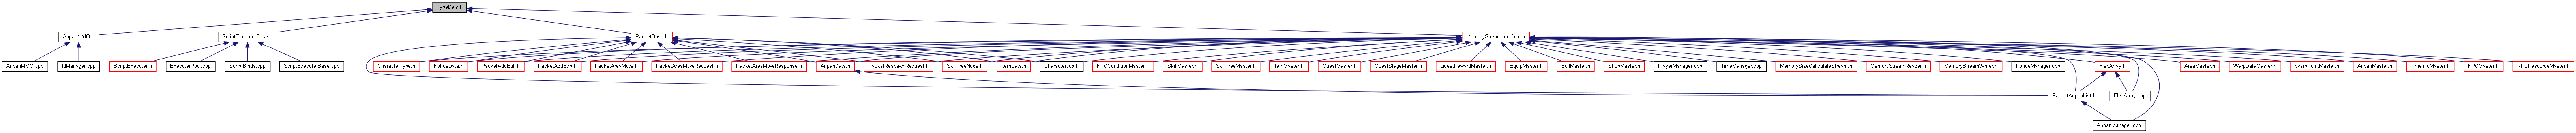 TypeDefs.h
AnpanMMO.h
ScriptExecuterBase.h
PacketBase.h
MemoryStreamInterface.h
AnpanMMO.cpp
IdManager.cpp
ScriptExecuter.h
ExecuterPool.cpp
ScriptBinds.cpp
ScriptExecuterBase.cpp
CharacterType.h
NoticeData.h
PacketAddBuff.h
PacketAddExp.h
PacketAreaMove.h
PacketAreaMoveRequest.h
PacketAreaMoveResponse.h
AnpanData.h
PacketRespawnRequest.h
SkillTreeNode.h
ItemData.h
CharacterJob.h
NPCConditionMaster.h
SkillMaster.h
SkillTreeMaster.h
ItemMaster.h
QuestMaster.h
QuestStageMaster.h
QuestRewardMaster.h
EquipMaster.h
BuffMaster.h
ShopMaster.h
PlayerManager.cpp
TimeManager.cpp
MemorySizeCaliculateStream.h
MemoryStreamReader.h
MemoryStreamWriter.h
NoticeManager.cpp
FlexArray.h
AreaMaster.h
WarpDataMaster.h
WarpPointMaster.h
AnpanMaster.h
TimeInfoMaster.h
NPCMaster.h
NPCResourceMaster.h
PacketAnpanList.h
FlexArray.cpp
AnpanManager.cpp